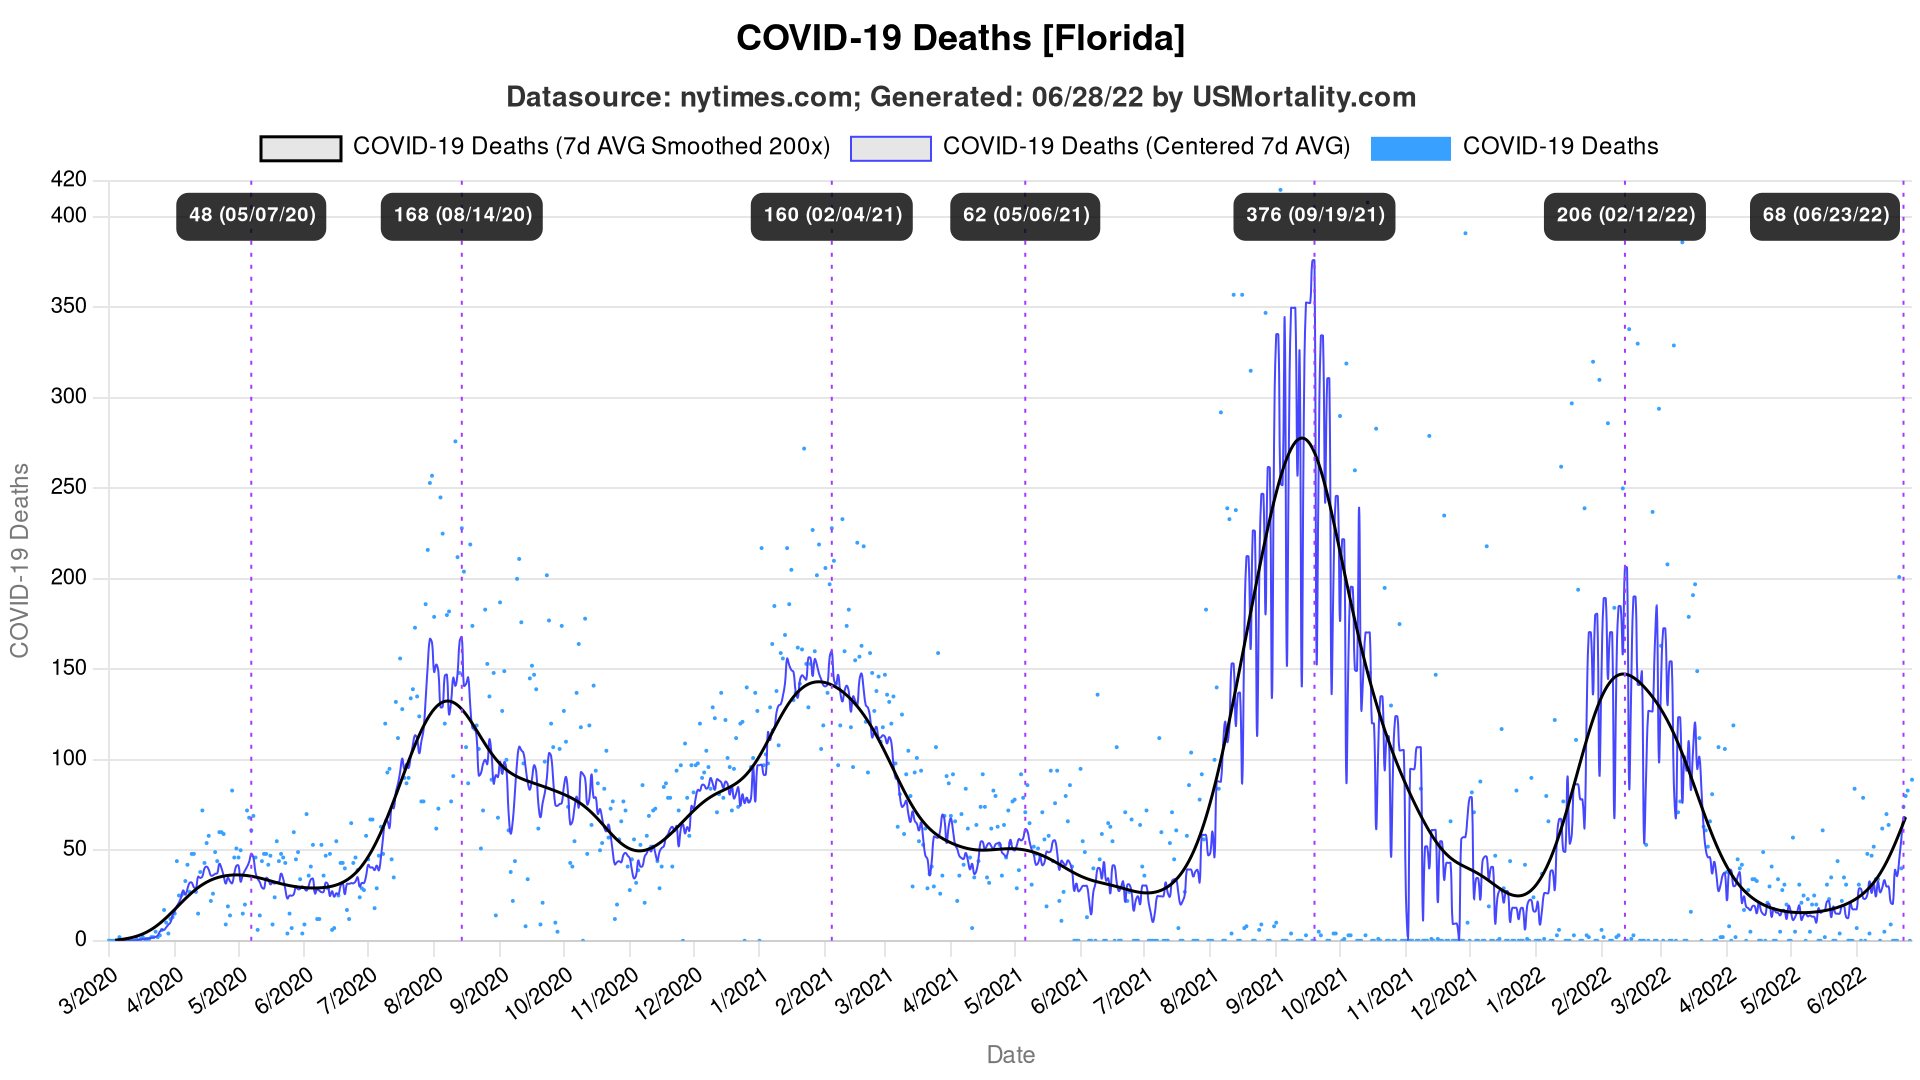 COVID-19 Deaths [Florida]
Datasource: nytimes.com; Generated: 06/28/22 by USMortality.com
COVID-19 Deaths (7d AVG Smoothed 200x) COVID-19 Deaths (Centered 7d AVG) COVID-19 Deaths
48 (05/07/20) 168 (08/14/20) 160 (02/04/21) 62 (05/06/21) 376 (09/19/21) 206 (02/12/22) 68 (06/23/22)
420
400
350
300
250
200
150
100
50
0
COVID-19 Deaths
3/2020 4/2020 5/2020 6/2020 7/2020 8/2020 9/2020 10/2020 11/2020 12/2020 1/2021 2/2021 3/2021 4/2021 5/2021 6/2021 7/2021 8/2021 9/2021 10/2021 11/2021 12/2021 1/2022 2/2022 3/2022 4/2022 5/2022 6/2022
Date